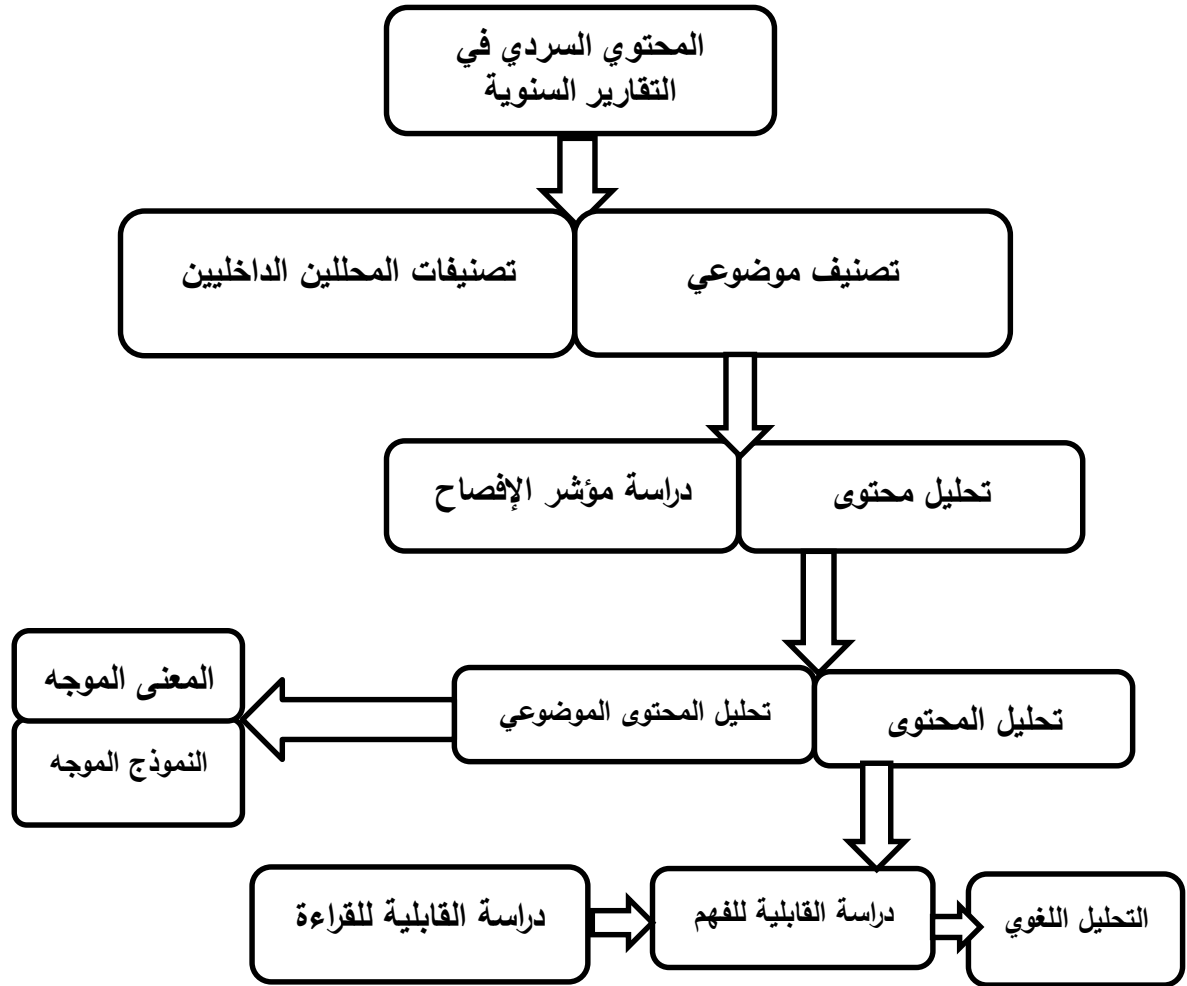 المحتوي السردي في
التقارير السنوية
تصنيف موضوعي
تصنيفات المحللين الداخليين
تحليل محتوى
دراسة مؤشر الإفصاح
تحليل المحتوى
تحليل المحتوى الموضوعي
المعنى الموجه
النموذج الموجه
دراسة القابلية للقراءة
دراسة القابلية للفهم
التحليل اللغوي